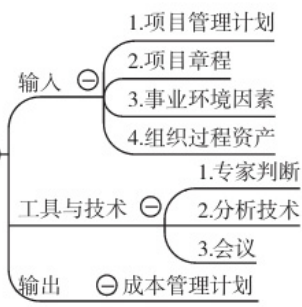 输入
1.项目管理计划
2.项目章程
3.事业环境因素
4.组织过程资产
工具与技术
1.专家判断
2.分析技术
3.会议
输出
成本管理计划